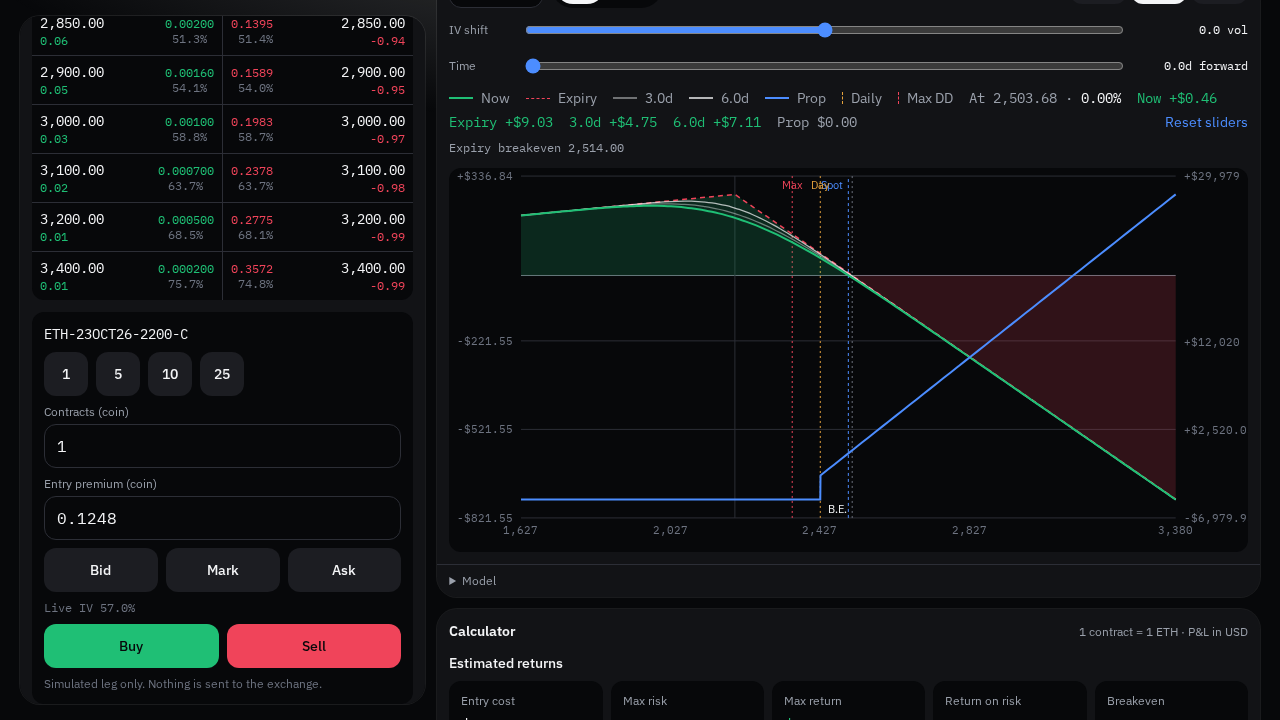 2,850.00 0.00200 0.1395 2,850.00
0.06 51.3% 51.4% -0.94
2,900.00 0.00160 0.1589 2,900.00
0.05 54.1% 54.0% -0.95
3,000.00 0.00100 0.1983 3,000.00
0.03 58.8% 58.7% -0.97
3,100.00 0.000700 0.2378 3,100.00
0.02 63.7% 63.7% -0.98
3,200.00 0.000500 0.2775 3,200.00
0.01 68.5% 68.1% -0.99
3,400.00 0.000200 0.3572 3,400.00
0.01 75.7% 74.8% -0.99
ETH-23OCT26-2200-C
1 5 10 25
Contracts (coin)
1
Entry premium (coin)
0.1248
Bid Mark Ask
Live IV 57.0%
Buy Sell
Simulated leg only. Nothing is sent to the exchange.
IV shift 0.0 vol
Time 0.0d forward
Now Expiry 3.0d 6.0d Prop Daily Max DD At 2,503.68 · 0.00% Now +$0.46
Expiry +$9.03 3.0d +$4.75 6.0d +$7.11 Prop $0.00 Reset sliders
Expiry breakeven 2,514.00
+$336.84 Max Spot +$29,979
-$221.55 +$12,020
-$521.55 +$2,520.0
B.E.
-$821.55 -$6,979.9
1,627 2,027 2,427 2,827 3,380
Model
Calculator 1 contract = 1 ETH · P&L in USD
Estimated returns
Entry cost Max risk Max return Return on risk Breakeven